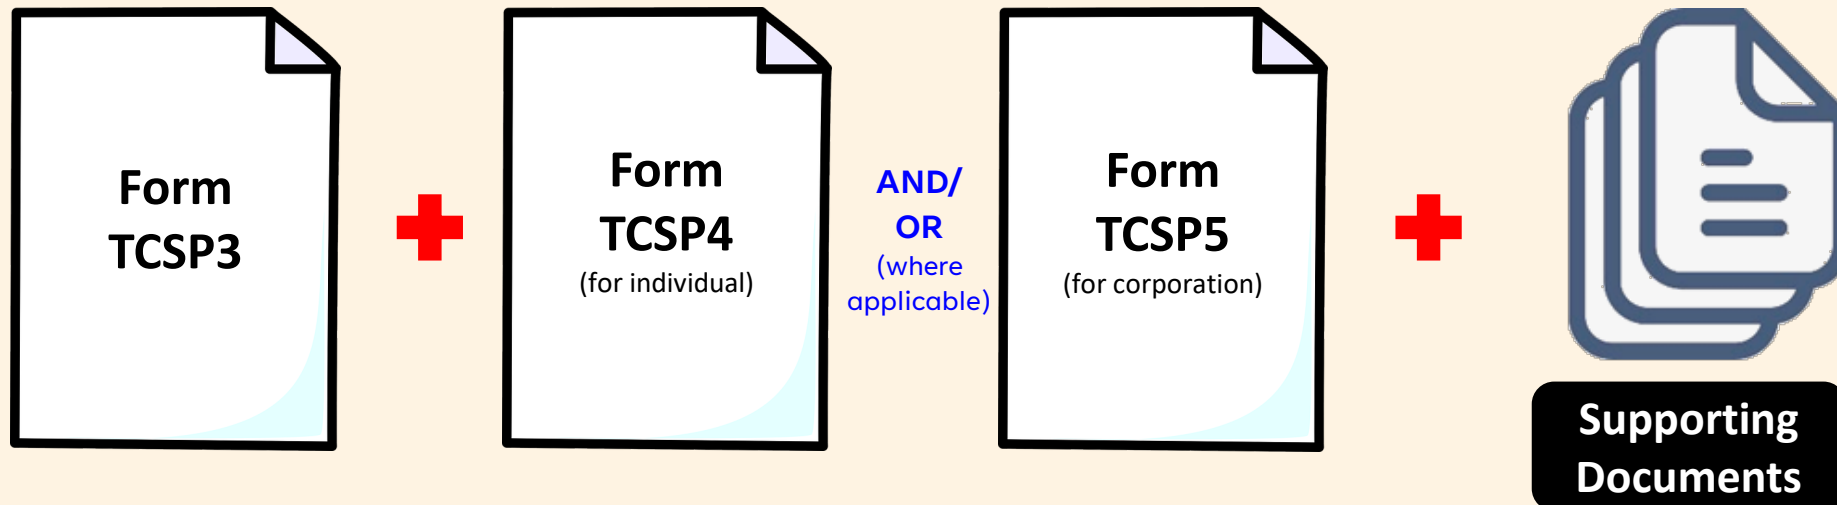 Form
TCSP3
Form
TCSP4
(for individual)
AND/
OR
(where
applicable)
Form
TCSP5
(for corporation)
Supporting
Documents